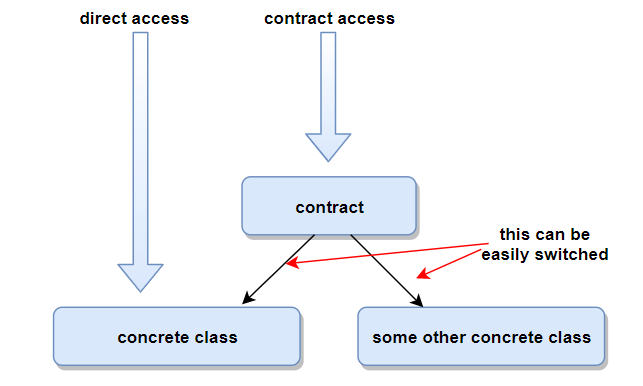 direct access
contract access
contract
this can be
easily switched
concrete class
some other concrete class